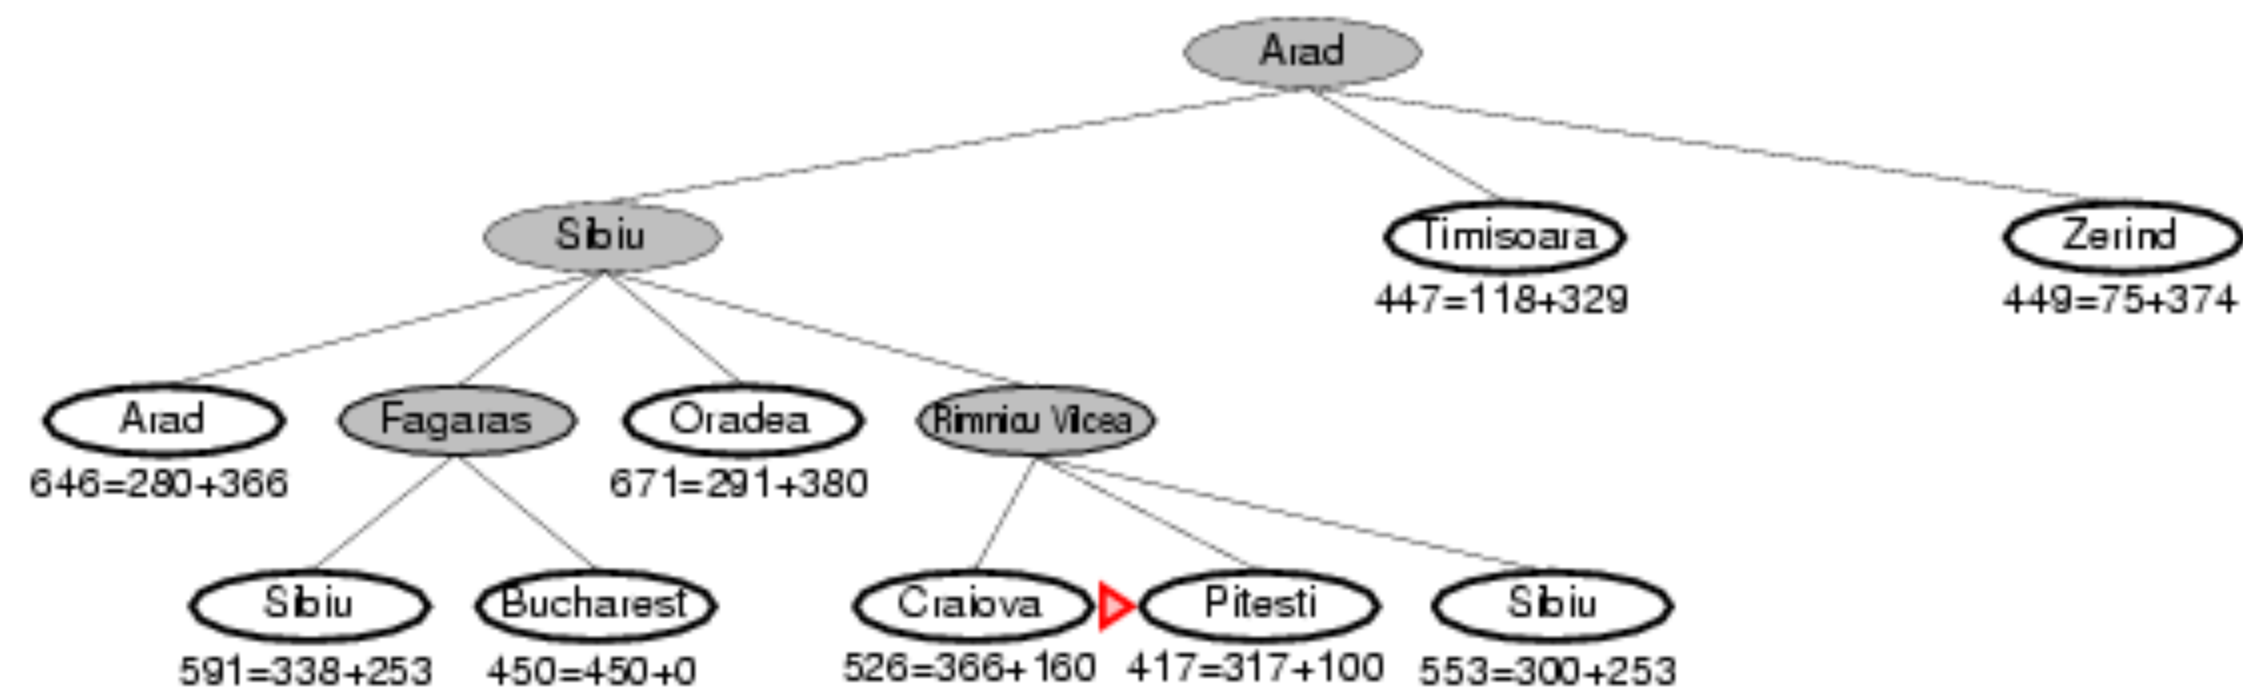 Arad
Sibiu
Timisoara
Zerind
447=118+329
449=75+374
Arad
Fagaras
Oradea
Rimnicu Vilcea
646=280+366
671=291+380
Sibiu
Bucharest
Craiova
Pitesti
Sibiu
591=338+253
450=450+0
526=366+160
417=317+100
553=300+253